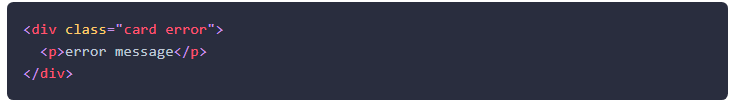 <div class="card error">
  <p>error message</p>
</div>